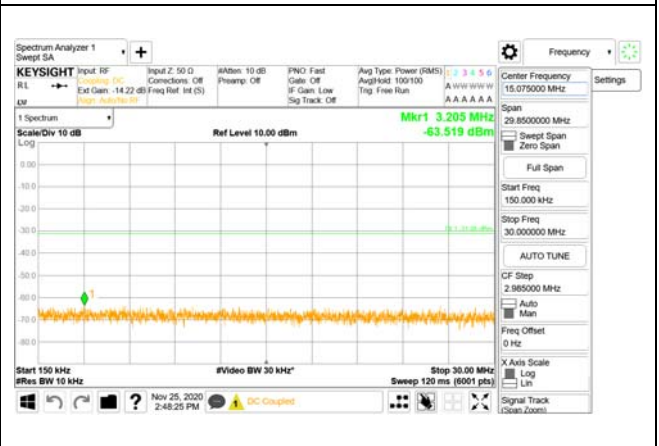 Spectrum Analyzer 1
Swept SA
+
Frequency
KEYSIGHT
RL
Input: RF
Coupling: DC
Ext Gain: -14.22 dB
Align: Auto/No RF
Input Z: 50 Ω
Corrections: Off
Freq Ref: Int (S)
#Atten: 10 dB
Preamp: Off
PNO: Fast
Gate: Off
IF Gain: Low
Sig Track: Off
Avg Type: Power (RMS)
Avg|Hold: 100/100
Trig: Free Run
1 2 3 4 5 6
A W W W W W
A A A A A A
1 Spectrum
Scale/Div 10 dB
Log
Ref Level 10.00 dBm
Mkr1 3.205 MHz
-63.519 dBm
0.00
-10.0
-20.0
-30.0
-40.0
-50.0
-60.0
-70.0
-80.0
1
Start 150 kHz
#Res BW 10 kHz
#Video BW 30 kHz*
Stop 30.00 MHz
Sweep 120 ms (6001 pts)
Nov 25, 2020
2:48:25 PM
DC Coupled
Settings
Center Frequency
15.075000 MHz
Span
29.8500000 MHz
Swept Span
Zero Span
Full Span
Start Freq
150.000 kHz
Stop Freq
30.000000 MHz
AUTO TUNE
CF Step
2.985000 MHz
Auto
Man
Freq Offset
0 Hz
X Axis Scale
Log
Lin
Signal Track
(Span Zoom)